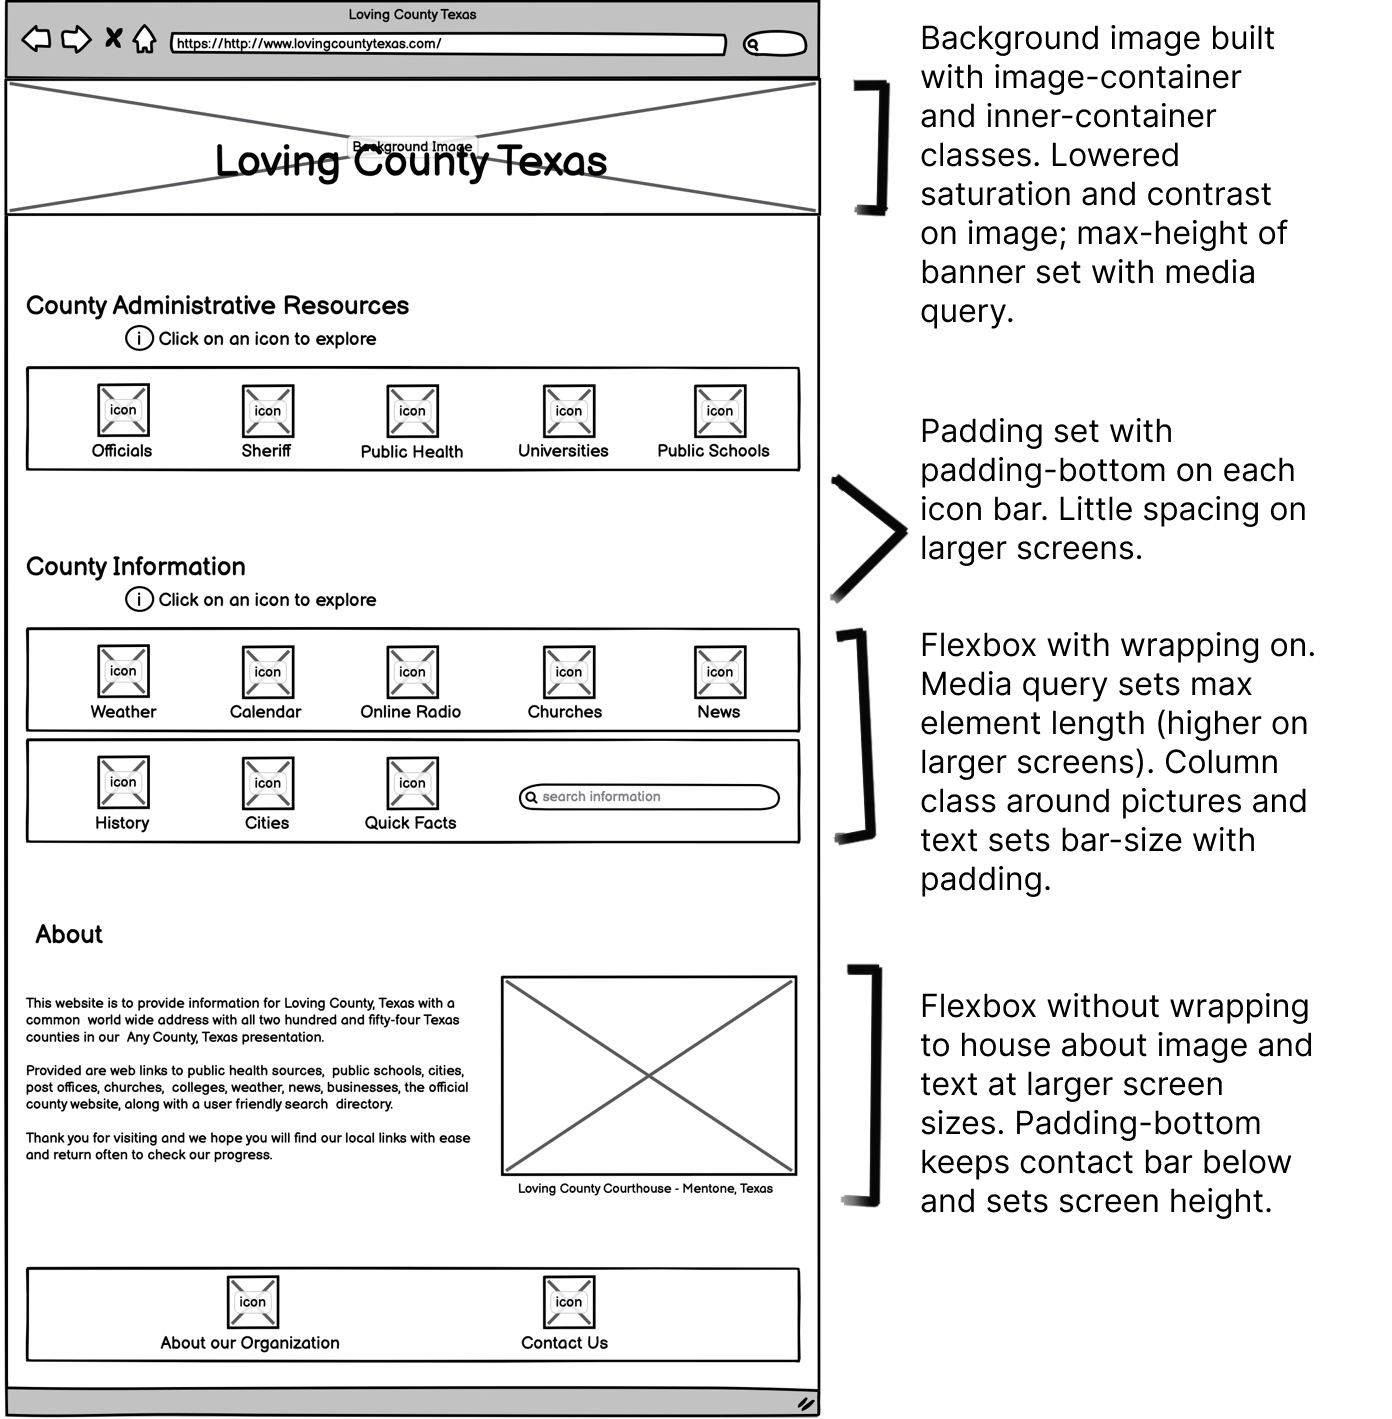 Loving County Texas
https://http://www.lovingcountytexas.com/
Background Image
Loving County Texas
County Administrative Resources
i Click on an icon to explore
icon icon icon icon icon
Officials Sheriff Public Health Universities Public Schools
County Information
i Click on an icon to explore
icon icon icon icon icon
Weather Calendar Online Radio Churches News
icon icon icon search information
History Cities Quick Facts
About
This website is to provide information for Loving County, Texas with a
common world wide address with all two hundred and fifty-four Texas
counties in our Any County, Texas presentation.
Provided are web links to public health sources, public schools, cities,
post offices, churches, colleges, weather, news, businesses, the official
county website, along with a user friendly search directory.
Thank you for visiting and we hope you will find our local links with ease
and return often to check our progress.
Loving County Courthouse - Mentone, Texas
icon icon
About our Organization Contact Us
Background image built
with image-container
and inner-container
classes. Lowered
saturation and contrast
on image; max-height of
banner set with media
query.
Padding set with
padding-bottom on each
icon bar. Little spacing on
larger screens.
Flexbox with wrapping on.
Media query sets max
element length (higher on
larger screens). Column
class around pictures and
text sets bar-size with
padding.
Flexbox without wrapping
to house about image and
text at larger screen
sizes. Padding-bottom
keeps contact bar below
and sets screen height.